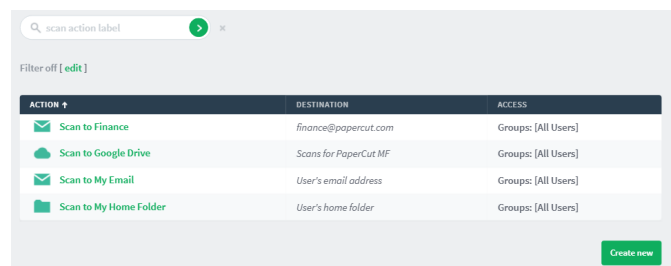 scan action label
Filter off [ edit ]
ACTION ↑ DESTINATION ACCESS
Scan to Finance finance@papercut.com Groups: [All Users]
Scan to Google Drive Scans for PaperCut MF Groups: [All Users]
Scan to My Email User's email address Groups: [All Users]
Scan to My Home Folder User's home folder Groups: [All Users]
Create new